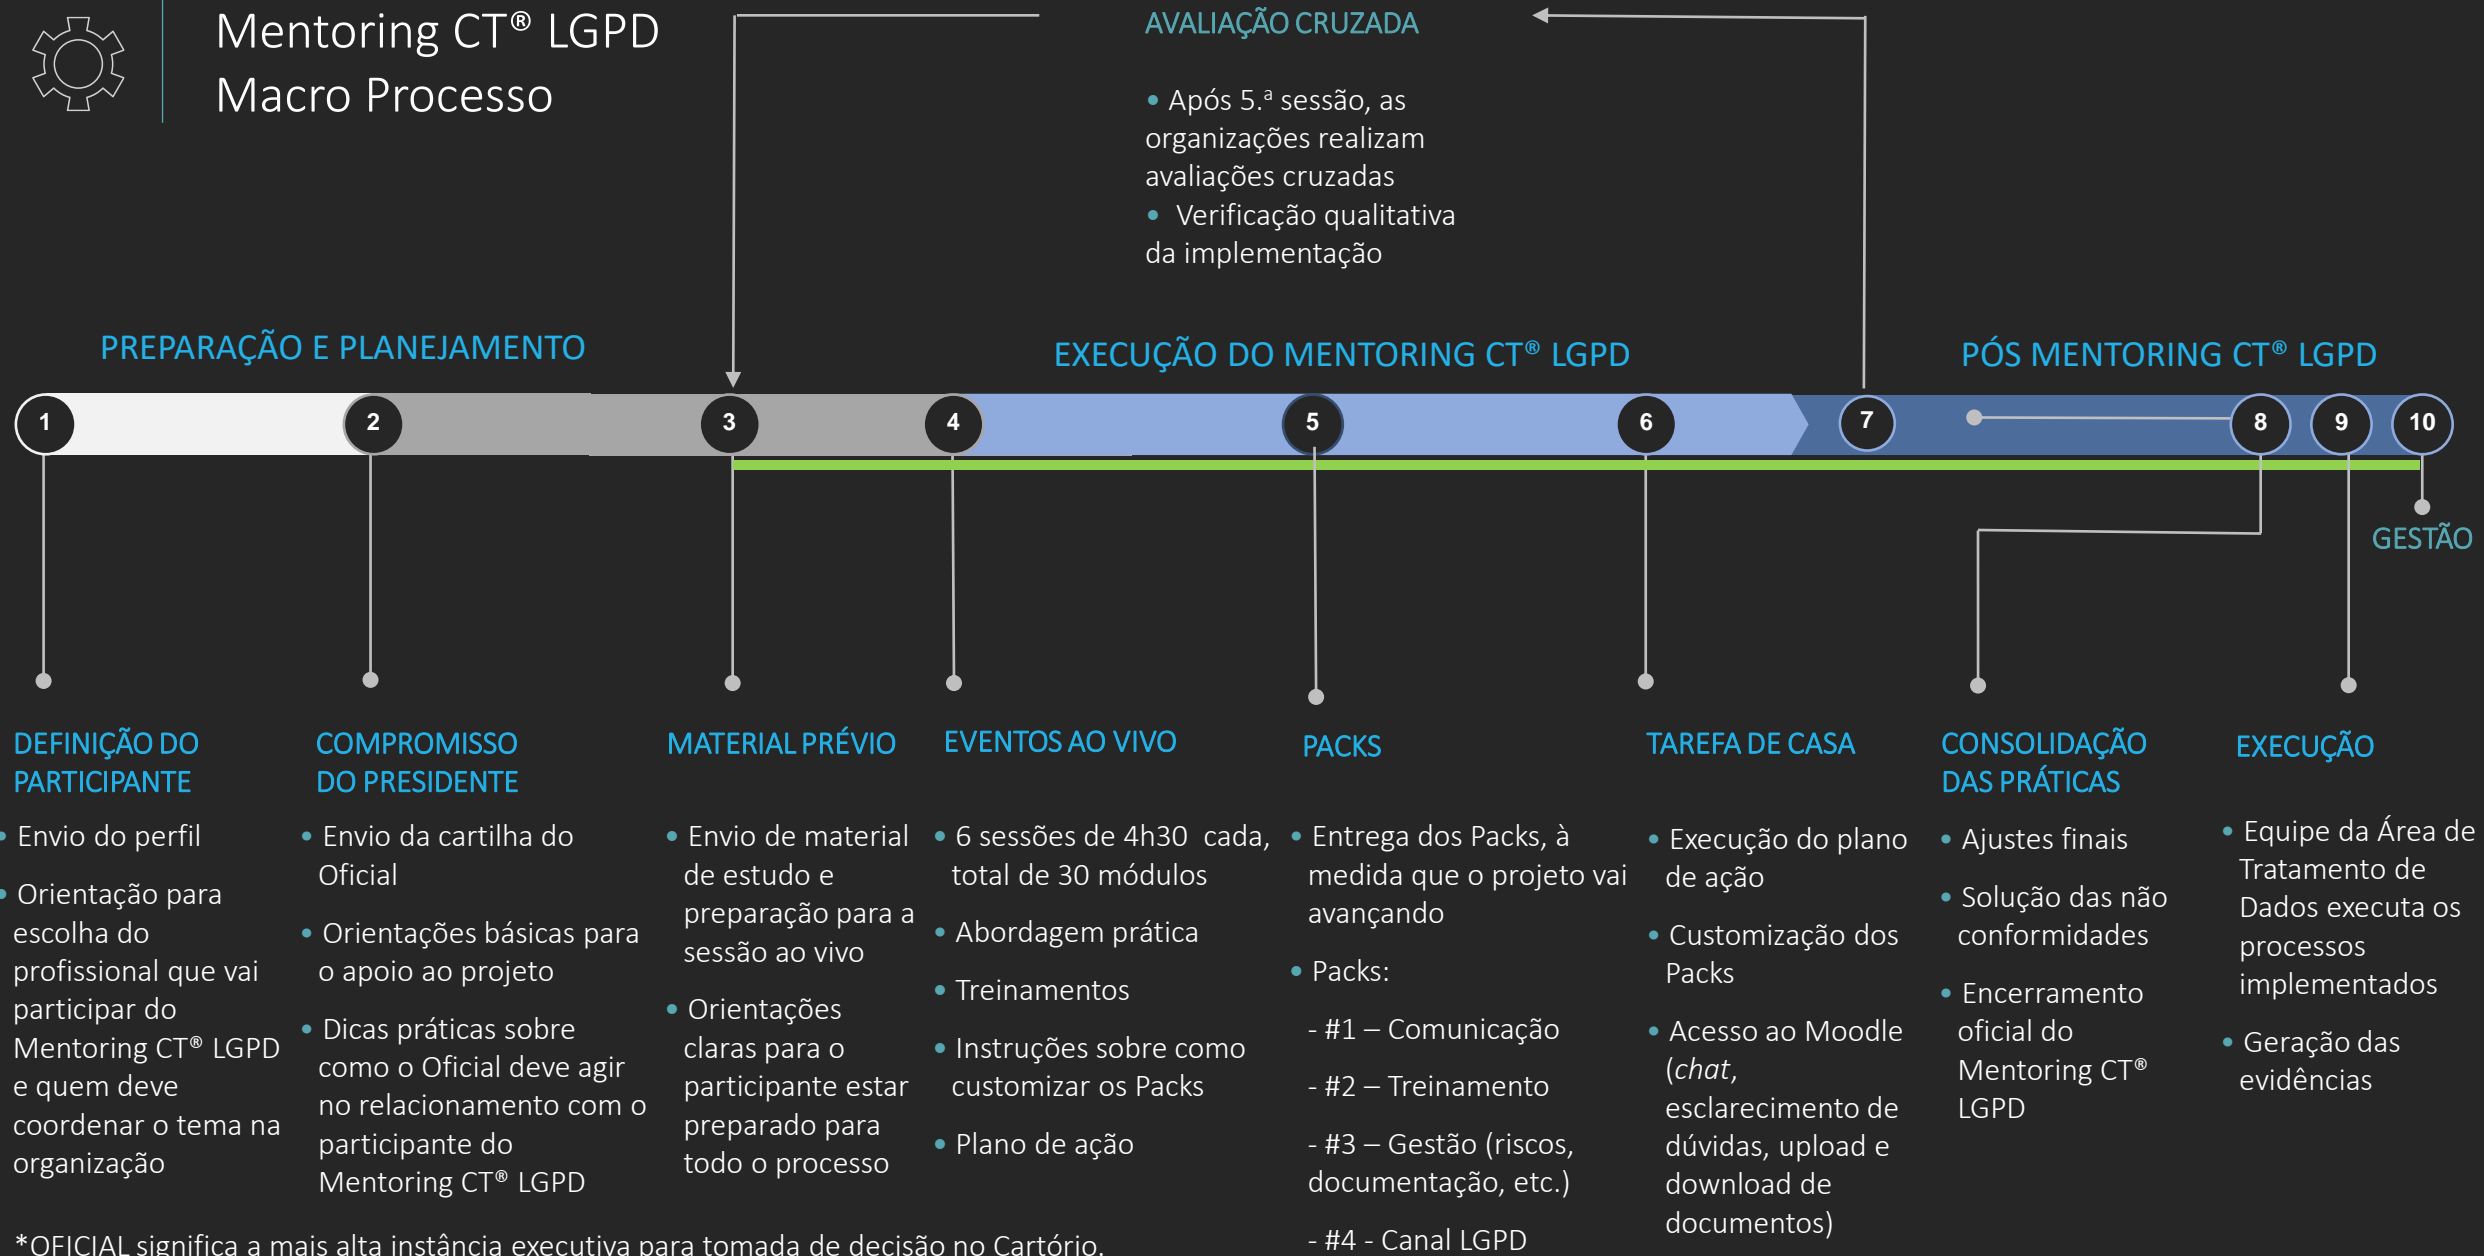 Mentoring CT® LGPD
Macro Processo
AVALIAÇÃO CRUZADA
• Após 5.ª sessão, as
organizações realizam
avaliações cruzadas
• Verificação qualitativa
da implementação
PREPARAÇÃO E PLANEJAMENTO
EXECUÇÃO DO MENTORING CT® LGPD
PÓS MENTORING CT® LGPD
1
2
3
4
5
6
7
8
9
10
GESTÃO
DEFINIÇÃO DO
PARTICIPANTE
• Envio do perfil
• Orientação para
escolha do
profissional que vai
participar do
Mentoring CT® LGPD
e quem deve
coordenar o tema na
organização
COMPROMISSO
DO PRESIDENTE
• Envio da cartilha do
Oficial
• Orientações básicas para
o apoio ao projeto
• Dicas práticas sobre
como o Oficial deve agir
no relacionamento com o
participante do
Mentoring CT® LGPD
MATERIAL PRÉVIO
• Envio de material
de estudo e
preparação para a
sessão ao vivo
• Orientações
claras para o
participante estar
preparado para
todo o processo
EVENTOS AO VIVO
• 6 sessões de 4h30 cada,
total de 30 módulos
• Abordagem prática
• Treinamentos
• Instruções sobre como
customizar os Packs
• Plano de ação
PACKS
• Entrega dos Packs, à
medida que o projeto vai
avançando
• Packs:
- #1 – Comunicação
- #2 – Treinamento
- #3 – Gestão (riscos,
documentação, etc.)
- #4 - Canal LGPD
TAREFA DE CASA
• Execução do plano
de ação
• Customização dos
Packs
• Acesso ao Moodle
(chat,
esclarecimento de
dúvidas, upload e
download de
documentos)
CONSOLIDAÇÃO
DAS PRÁTICAS
• Ajustes finais
• Solução das não
conformidades
• Encerramento
oficial do
Mentoring CT®
LGPD
EXECUÇÃO
• Equipe da Área de
Tratamento de
Dados executa os
processos
implementados
• Geração das
evidências
*OFICIAL significa a mais alta instância executiva para tomada de decisão no Cartório.